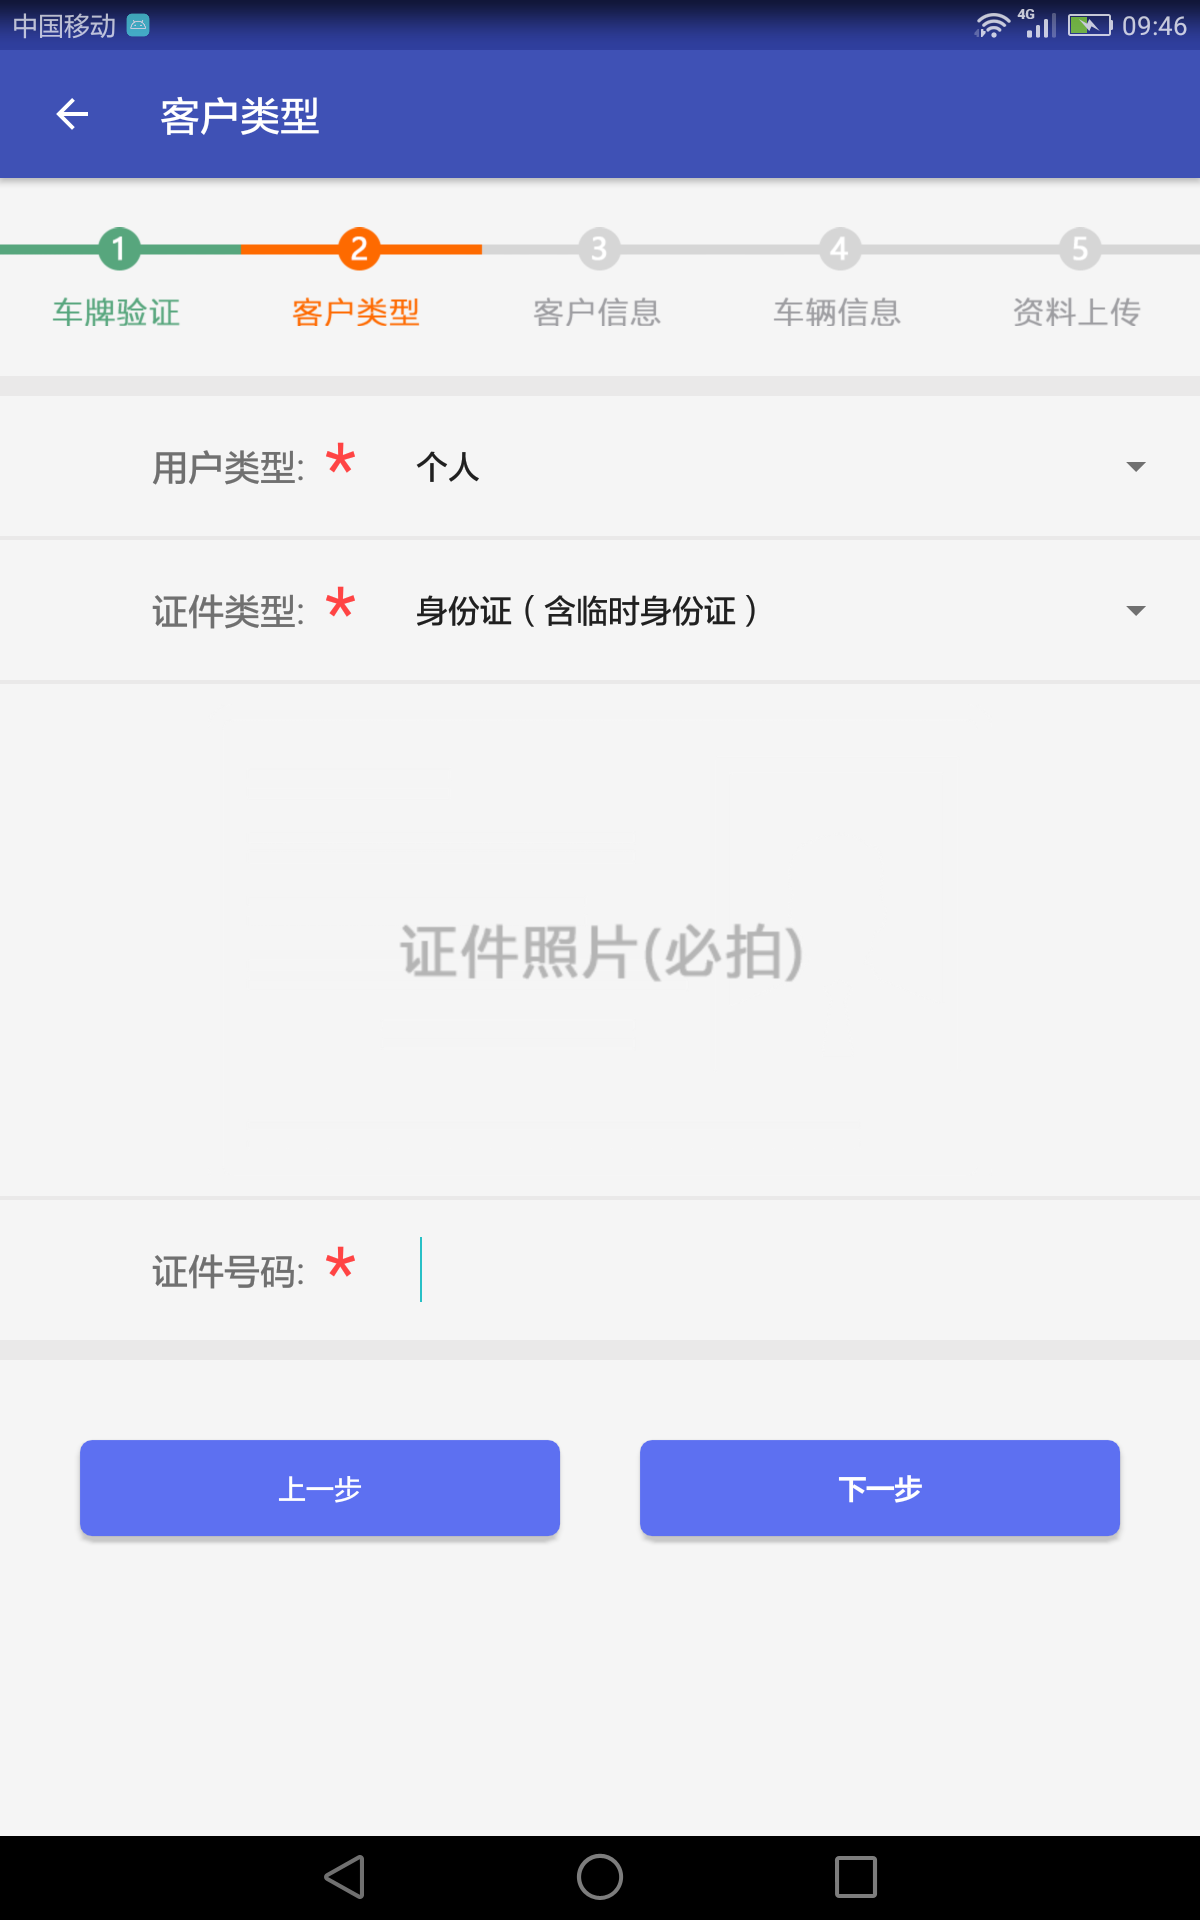 中国移动 4G 09:46
客户类型
1 2 3 4 5
车牌验证 客户类型 客户信息 车辆信息 资料上传
用户类型: * 个人
证件类型: * 身份证（含临时身份证）
证件照片(必拍)
证件号码: *
上一步 下一步